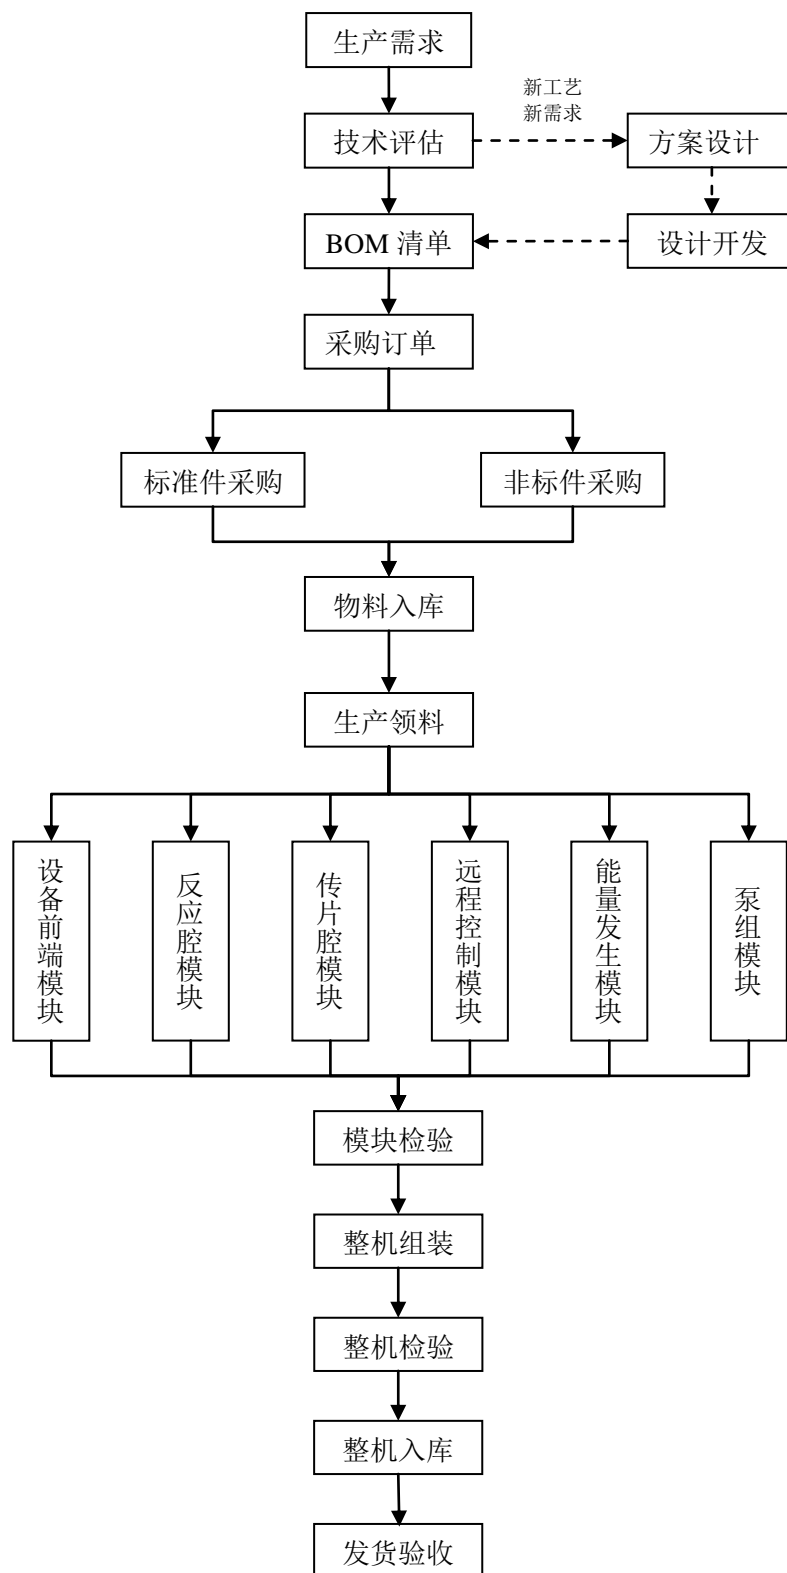 生产需求
新工艺
新需求
技术评估
方案设计
BOM 清单
设计开发
采购订单
标准件采购
非标件采购
物料入库
生产领料
设备前端模块
反应腔模块
传片腔模块
远程控制模块
能量发生模块
泵组模块
模块检验
整机组装
整机检验
整机入库
发货验收